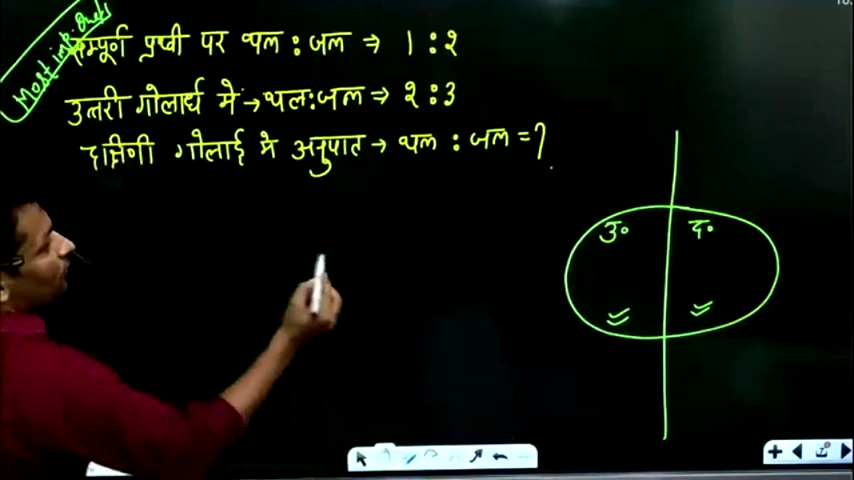 Most imp. Ques
सम्पूर्ण पृथ्वी पर थल : जल ⇒ 1 : 2
उत्तरी गोलार्ध मे → थल : जल ⇒ 2 : 3
दक्षिणी गोलार्द्ध मे अनुपात → थल : जल = ?
उ० द०